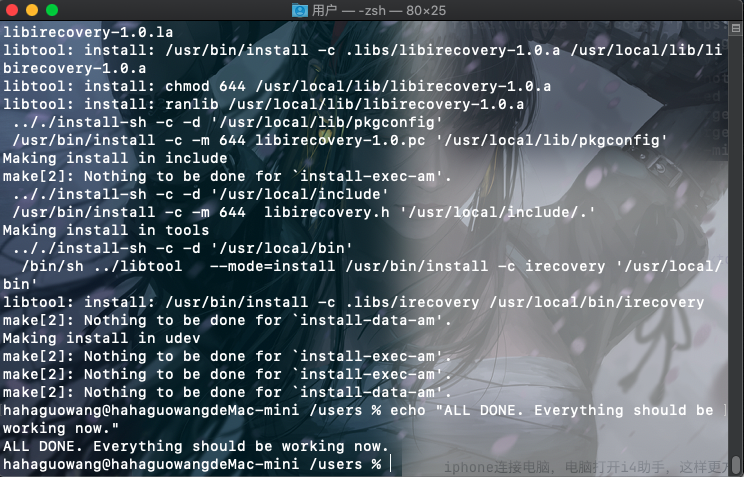 用户 — -zsh — 80×25
libirecovery-1.0.la
libtool: install: /usr/bin/install -c .libs/libirecovery-1.0.a /usr/local/lib/li
birecovery-1.0.a
libtool: install: chmod 644 /usr/local/lib/libirecovery-1.0.a
libtool: install: ranlib /usr/local/lib/libirecovery-1.0.a
 .././install-sh -c -d '/usr/local/lib/pkgconfig'
 /usr/bin/install -c -m 644 libirecovery-1.0.pc '/usr/local/lib/pkgconfig'
Making install in include
make[2]: Nothing to be done for `install-exec-am'.
 .././install-sh -c -d '/usr/local/include'
 /usr/bin/install -c -m 644  libirecovery.h '/usr/local/include/.'
Making install in tools
 .././install-sh -c -d '/usr/local/bin'
  /bin/sh ../libtool   --mode=install /usr/bin/install -c irecovery '/usr/local/
bin'
libtool: install: /usr/bin/install -c .libs/irecovery /usr/local/bin/irecovery
make[2]: Nothing to be done for `install-data-am'.
Making install in udev
make[2]: Nothing to be done for `install-exec-am'.
make[2]: Nothing to be done for `install-exec-am'.
make[2]: Nothing to be done for `install-data-am'.
[hahaguowang@hahaguowangdeMac-mini /users % echo "ALL DONE. Everything should be ]
working now."
ALL DONE. Everything should be working now.
hahaguowang@hahaguowangdeMac-mini /users %
iphone连接电脑，电脑打开i4助手，这样更方